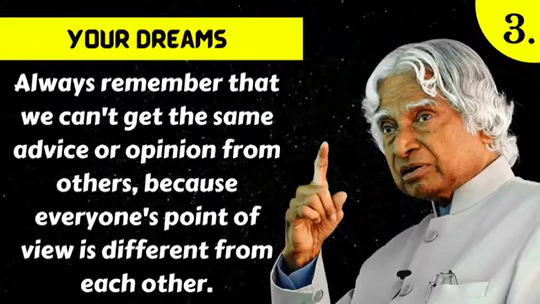 YOUR DREAMS
3.
Always remember that
we can't get the same
advice or opinion from
others, because
everyone's point of
view is different from
each other.